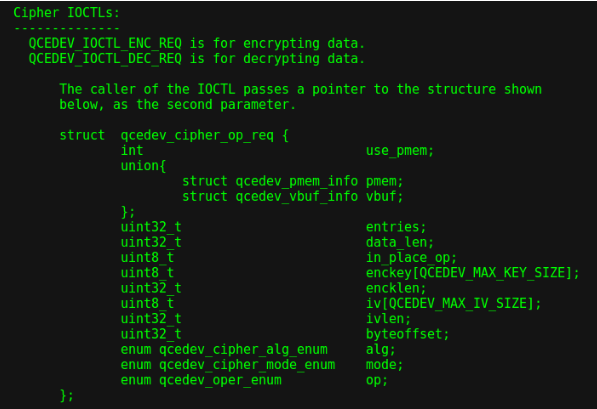 Cipher IOCTLs:
--------------
QCEDEV_IOCTL_ENC_REQ is for encrypting data.
QCEDEV_IOCTL_DEC_REQ is for decrypting data.
The caller of the IOCTL passes a pointer to the structure shown
below, as the second parameter.
struct  qcedev_cipher_op_req {
int                             use_pmem;
union{
struct qcedev_pmem_info pmem;
struct qcedev_vbuf_info vbuf;
};
uint32_t                        entries;
uint32_t                        data_len;
uint8_t                         in_place_op;
uint8_t                         enckey[QCEDEV_MAX_KEY_SIZE];
uint32_t                        encklen;
uint8_t                         iv[QCEDEV_MAX_IV_SIZE];
uint32_t                        ivlen;
uint32_t                        byteoffset;
enum qcedev_cipher_alg_enum     alg;
enum qcedev_cipher_mode_enum    mode;
enum qcedev_oper_enum           op;
};